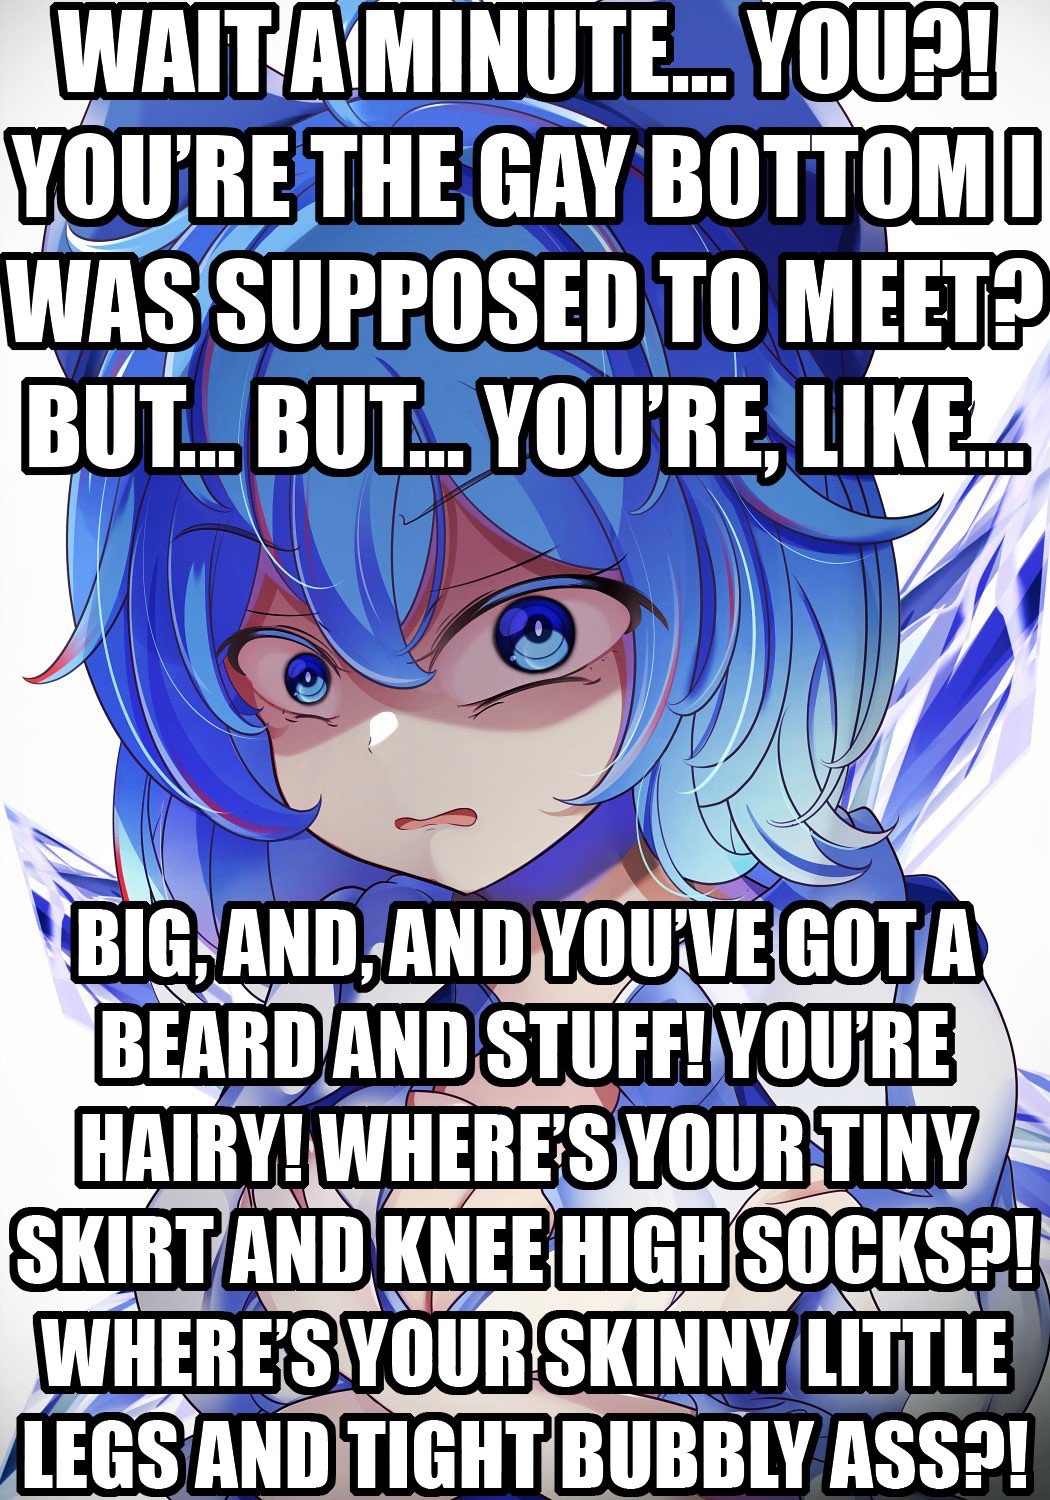 WAIT A MINUTE... YOU?!
YOU'RE THE GAY BOTTOM I
WAS SUPPOSED TO MEET?
BUT... BUT... YOU'RE, LIKE...
BIG, AND, AND YOU'VE GOT A
BEARD AND STUFF! YOU'RE
HAIRY! WHERE'S YOUR TINY
SKIRT AND KNEE HIGH SOCKS?!
WHERE'S YOUR SKINNY LITTLE
LEGS AND TIGHT BUBBLY ASS?!